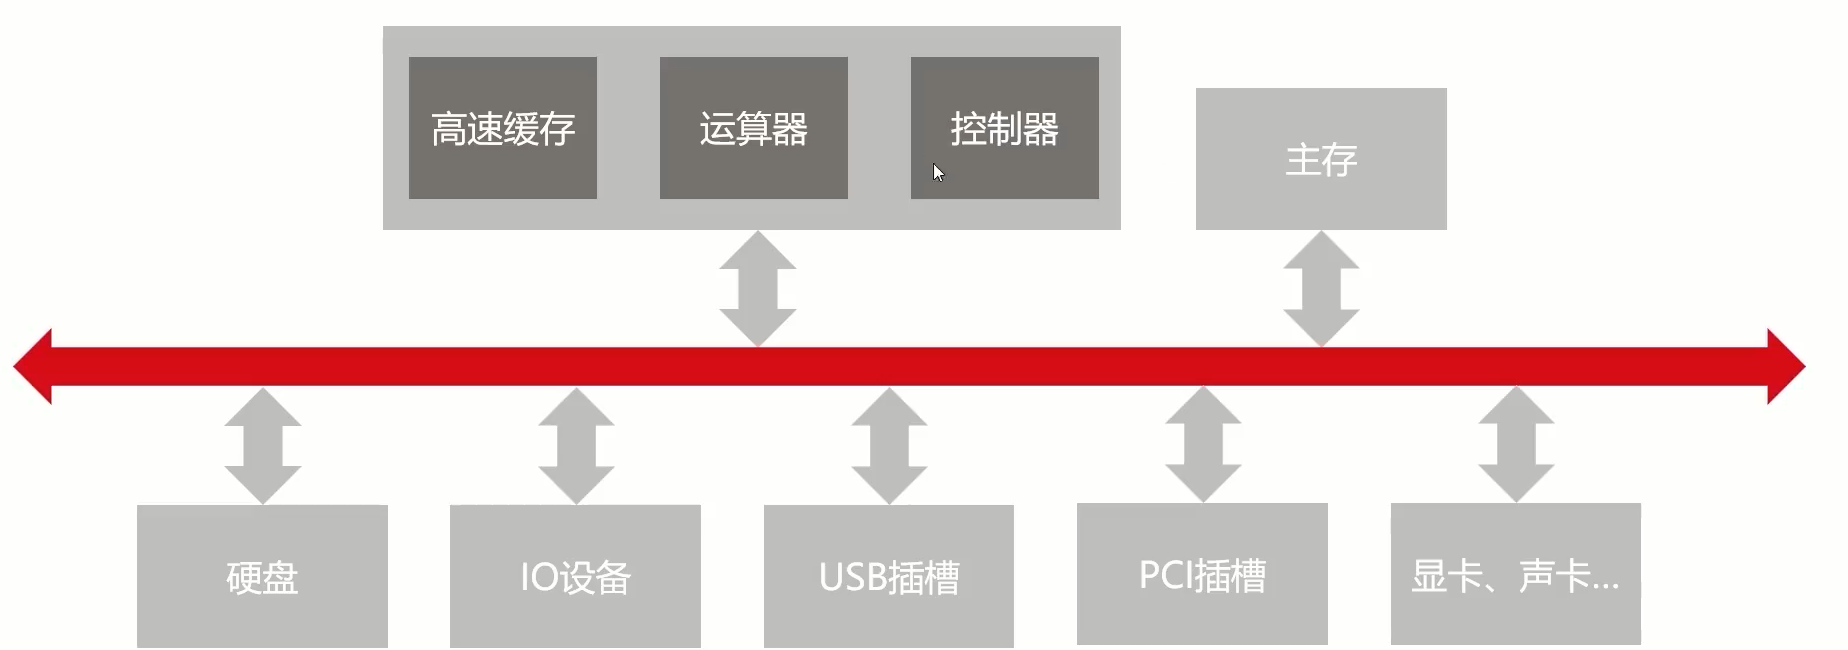 高速缓存
运算器
控制器
主存
硬盘
IO设备
USB插槽
PCI插槽
显卡、声卡...